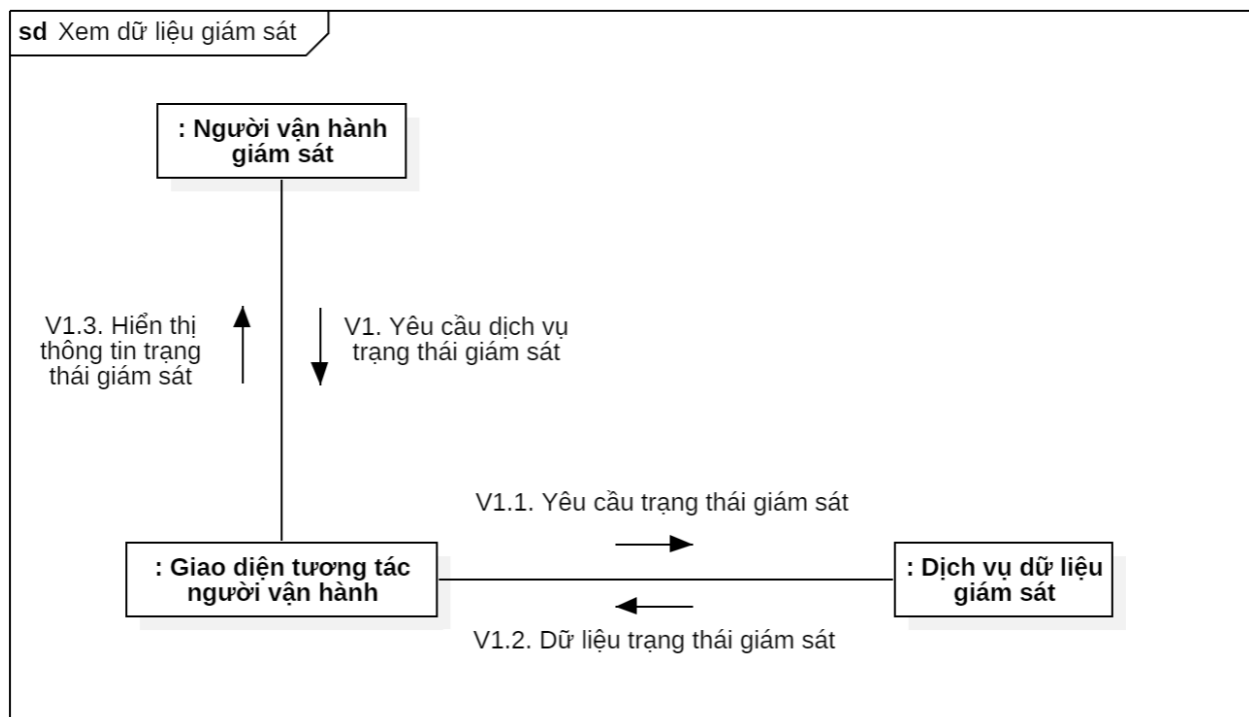 sd Xem dữ liệu giám sát
: Người vận hành
giám sát
V1.3. Hiển thị
thông tin trạng
thái giám sát
V1. Yêu cầu dịch vụ
trạng thái giám sát
V1.1. Yêu cầu trạng thái giám sát
: Giao diện tương tác
người vận hành
: Dịch vụ dữ liệu
giám sát
V1.2. Dữ liệu trạng thái giám sát